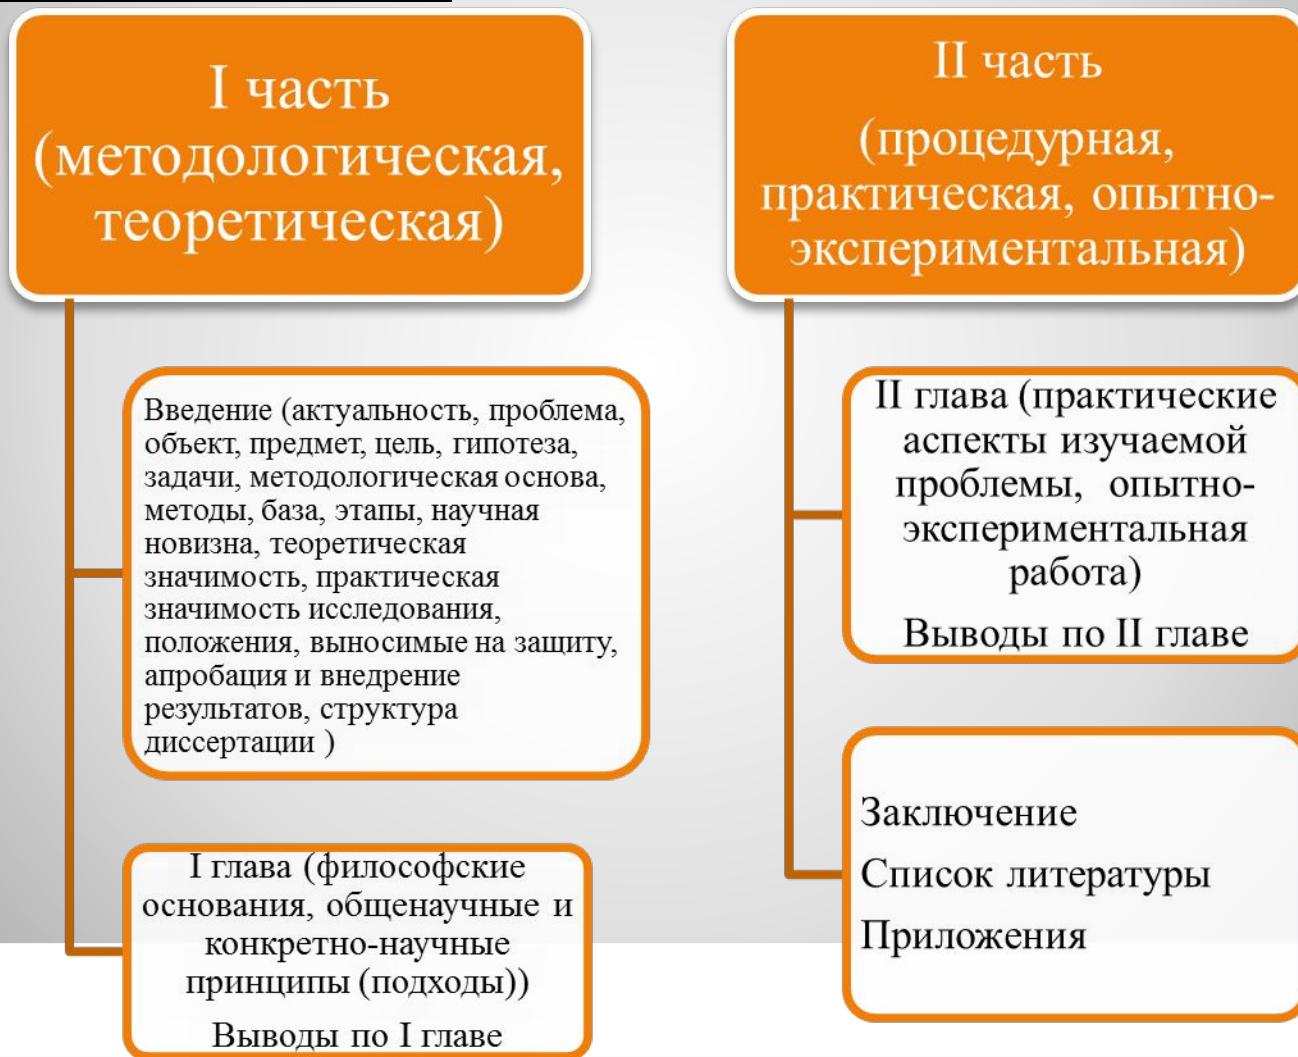 I часть
(методологическая,
теоретическая)
Введение (актуальность, проблема,
объект, предмет, цель, гипотеза,
задачи, методологическая основа,
методы, база, этапы, научная
новизна, теоретическая
значимость, практическая
значимость исследования,
положения, выносимые на защиту,
апробация и внедрение
результатов, структура
диссертации )
I глава (философские
основания, общенаучные и
конкретно-научные
принципы (подходы))
Выводы по I главе
II часть
(процедурная,
практическая, опытно-
экспериментальная)
II глава (практические
аспекты изучаемой
проблемы, опытно-
экспериментальная
работа)
Выводы по II главе
Заключение
Список литературы
Приложения